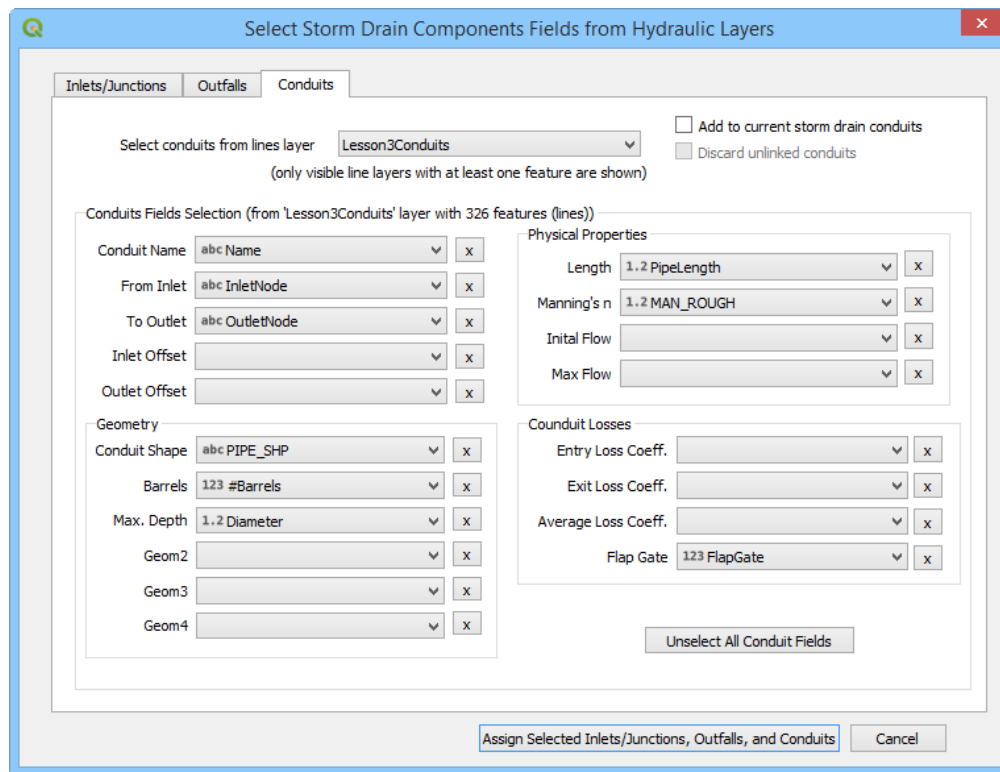 Select Storm Drain Components Fields from Hydraulic Layers
Inlets/Junctions
Outfalls
Conduits
Select conduits from lines layer
Lesson3Conduits
(only visible line layers with at least one feature are shown)
Add to current storm drain conduits
Discard unlinked conduits
Conduits Fields Selection (from 'Lesson3Conduits' layer with 326 features (lines))
Conduit Name
abc Name
x
From Inlet
abc InletNode
x
To Outlet
abc OutletNode
x
Inlet Offset
x
Outlet Offset
x
Physical Properties
Length
1.2 PipeLength
x
Manning's n
1.2 MAN_ROUGH
x
Inital Flow
x
Max Flow
x
Geometry
Conduit Shape
abc PIPE_SHP
x
Barrels
123 #Barrels
x
Max. Depth
1.2 Diameter
x
Geom2
x
Geom3
x
Geom4
x
Counduit Losses
Entry Loss Coeff.
x
Exit Loss Coeff.
x
Average Loss Coeff.
x
Flap Gate
123 FlapGate
x
Unselect All Conduit Fields
Assign Selected Inlets/Junctions, Outfalls, and Conduits
Cancel